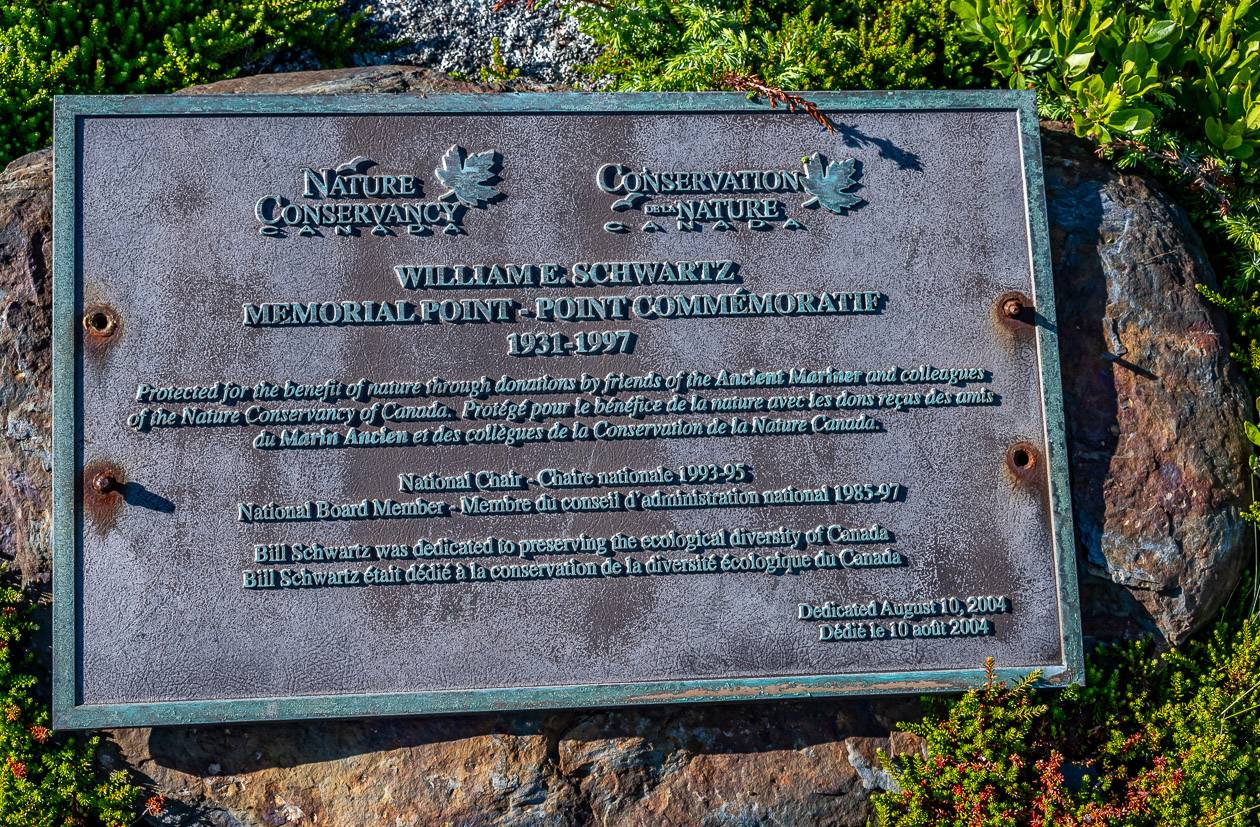 NATURE
CONSERVANCY
CANADA
CONSERVATION
DE LA NATURE
CANADA
WILLIAM E. SCHWARTZ
MEMORIAL POINT - POINT COMMÉMORATIF
1931-1997
Protected for the benefit of nature through donations by friends of the Ancient Mariner and colleagues
of the Nature Conservancy of Canada. Protégé pour le bénéfice de la nature avec les dons reçus des amis
du Marin Ancien et des collègues de la Conservation de la Nature Canada.
National Chair - Chaire nationale 1993-95
National Board Member - Membre du conseil d'administration national 1985-97
Bill Schwartz was dedicated to preserving the ecological diversity of Canada
Bill Schwartz était dédié à la conservation de la diversité écologique du Canada
Dedicated August 10, 2004
Dédié le 10 août 2004